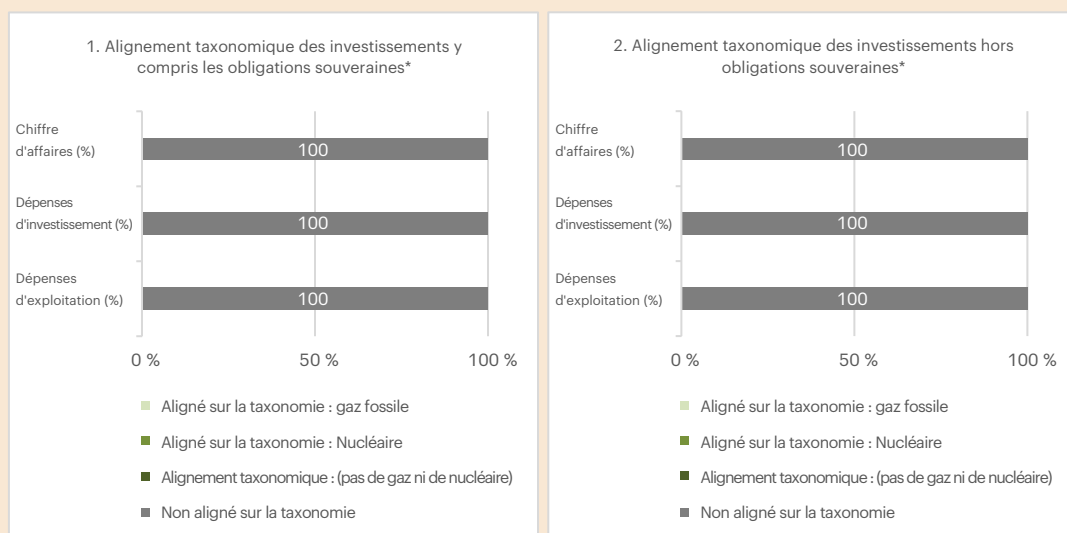 1. Alignement taxonomique des investissements y
compris les obligations souveraines*
Chiffre
d'affaires (%)
100
Dépenses
d'investissement (%)
100
Dépenses
d'exploitation (%)
100
0 %
50 %
100 %
Aligné sur la taxonomie : gaz fossile
Aligné sur la taxonomie : Nucléaire
Alignement taxonomique : (pas de gaz ni de nucléaire)
Non aligné sur la taxonomie
2. Alignement taxonomique des investissements hors
obligations souveraines*
Chiffre
d'affaires (%)
100
Dépenses
d'investissement (%)
100
Dépenses
d'exploitation (%)
100
0 %
50 %
100 %
Aligné sur la taxonomie : gaz fossile
Aligné sur la taxonomie : Nucléaire
Alignement taxonomique : (pas de gaz ni de nucléaire)
Non aligné sur la taxonomie